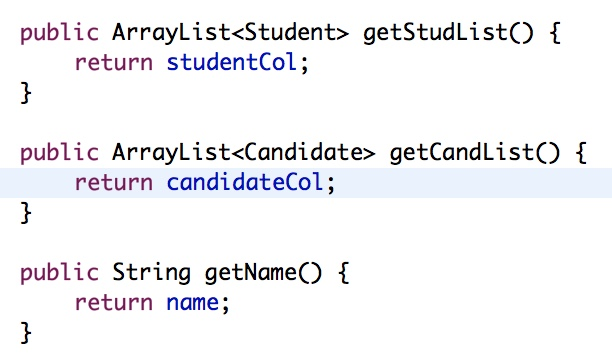 public ArrayList<Student> getStudList() {
    return studentCol;
}

public ArrayList<Candidate> getCandList() {
    return candidateCol;
}

public String getName() {
    return name;
}